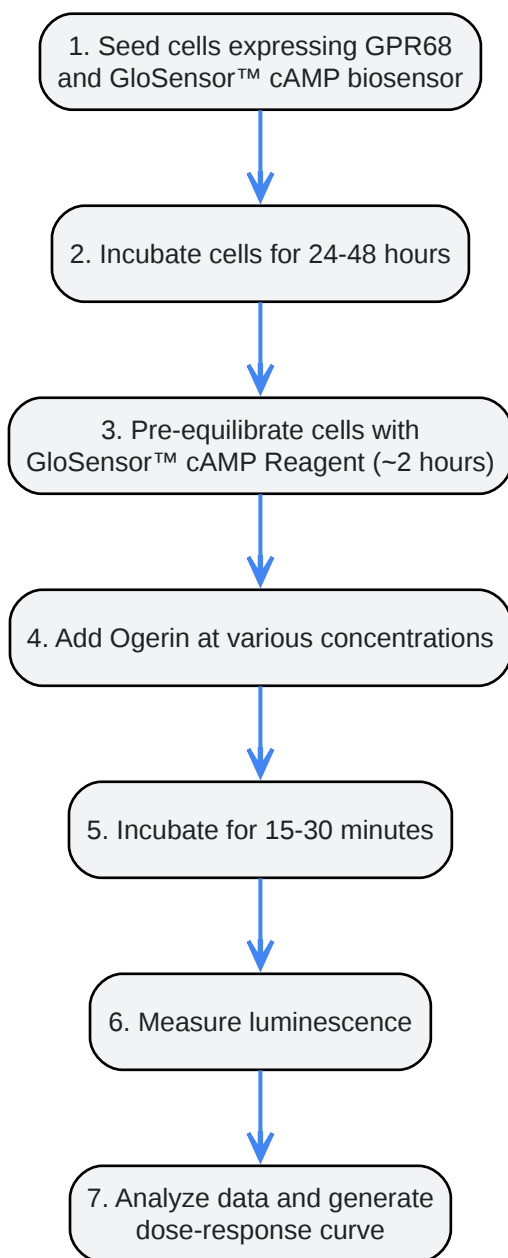 1. Seed cells expressing GPR68
and GloSensor™ cAMP biosensor
2. Incubate cells for 24-48 hours
3. Pre-equilibrate cells with
GloSensor™ cAMP Reagent (~2 hours)
4. Add Ogerin at various concentrations
5. Incubate for 15-30 minutes
6. Measure luminescence
7. Analyze data and generate
dose-response curve